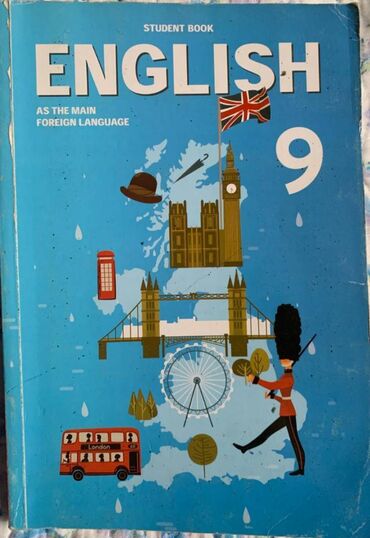 STUDENT BOOK
ENGLISH
AS THE MAIN
FOREIGN LANGUAGE
9
London